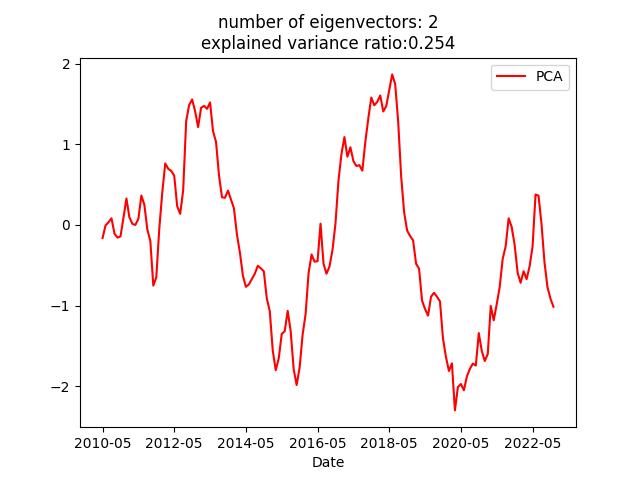 number of eigenvectors: 2
explained variance ratio:0.254
PCA
2
1
0
−1
−2
2010-05 2012-05 2014-05 2016-05 2018-05 2020-05 2022-05
Date